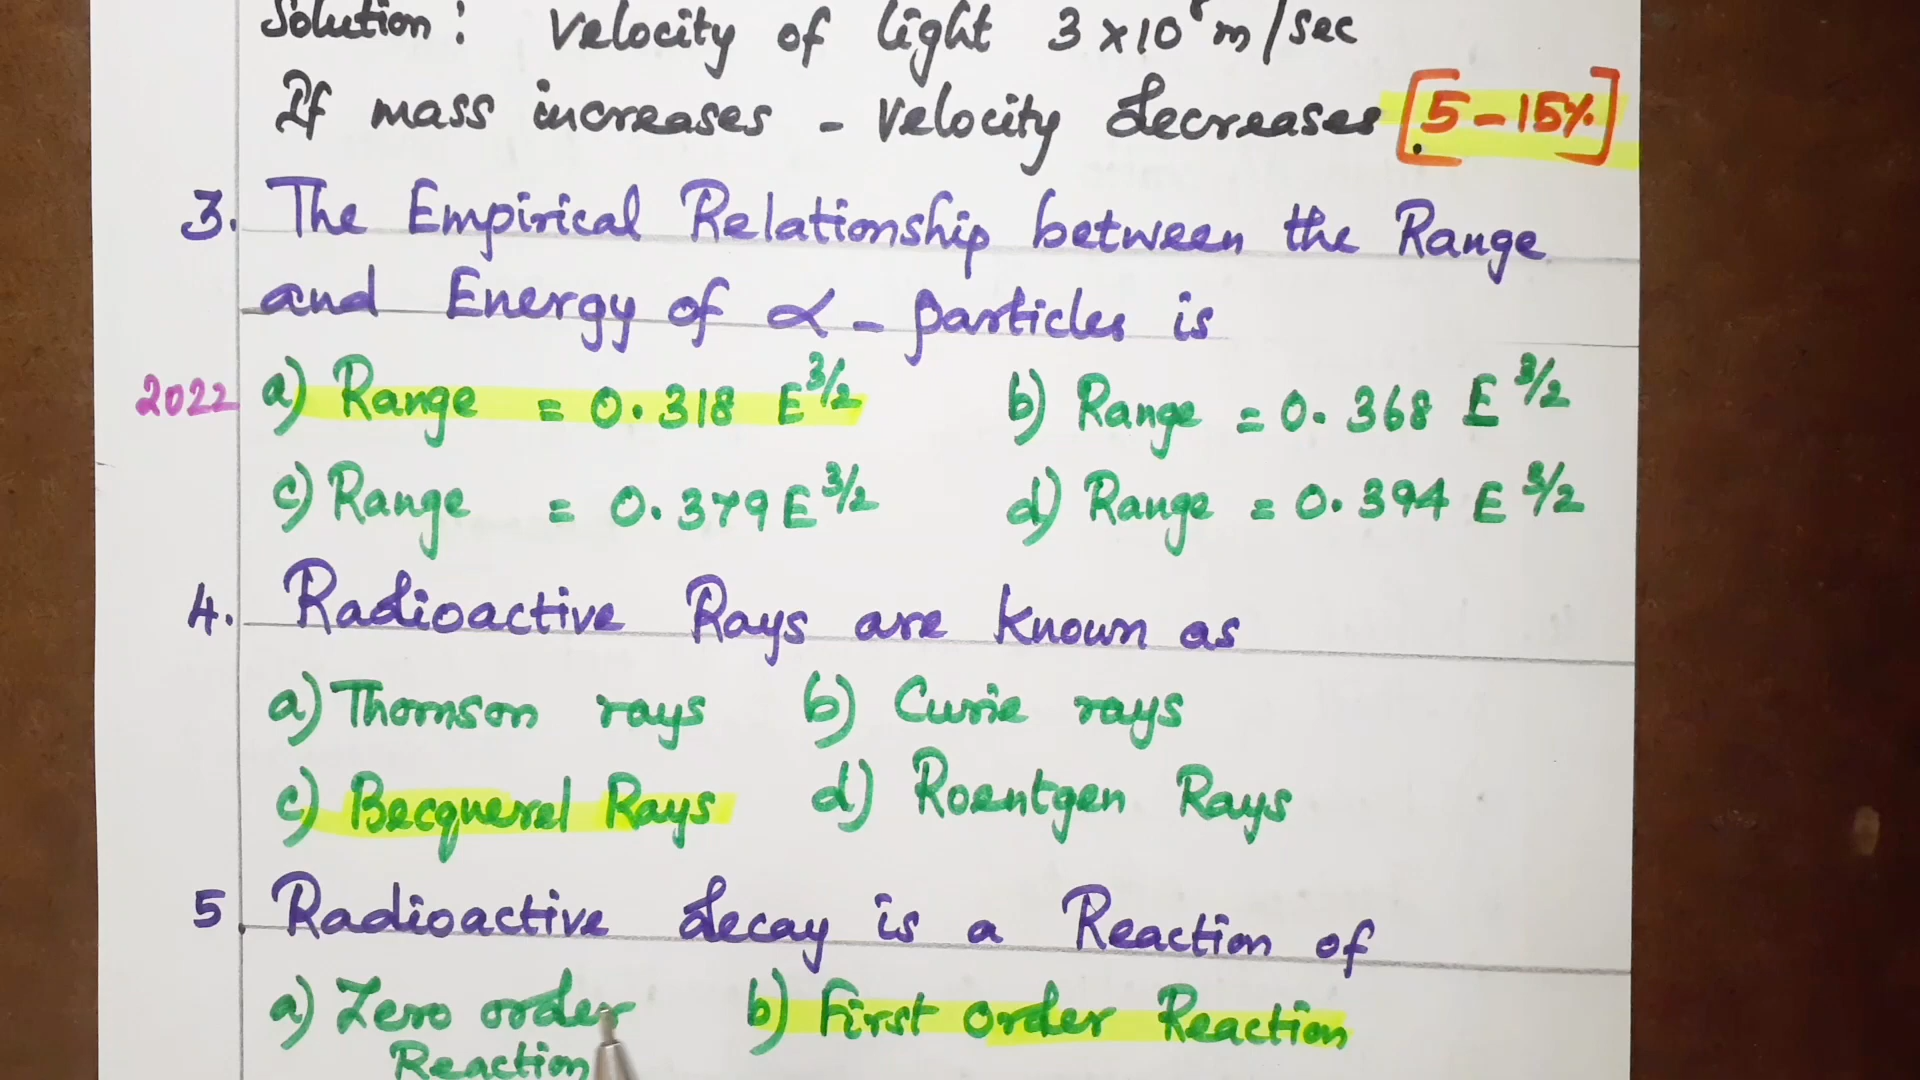 Solution : Velocity of light 3 ×10⁸ m/sec
If mass increases - velocity decreases [5-15%]
3. The Empirical Relationship between the Range
and Energy of α - particles is
2022 a) Range = 0.318 E^3/2 b) Range = 0.368 E^3/2
c) Range = 0.379 E^3/2 d) Range = 0.394 E^3/2
4. Radioactive Rays are known as
a) Thomson rays b) Curie rays
c) Becquerel Rays d) Roentgen Rays
5. Radioactive decay is a Reaction of
a) Zero order b) First order Reaction
Reaction